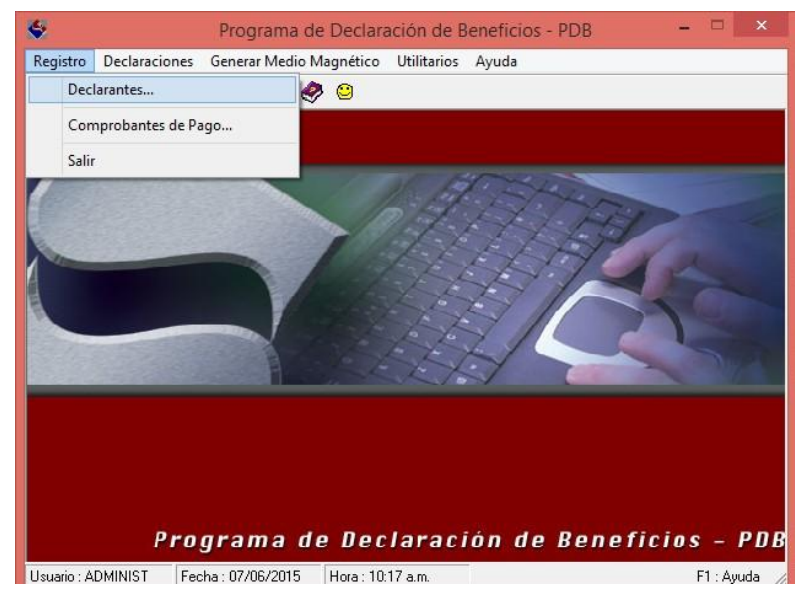 Programa de Declaración de Beneficios - PDB
Registro Declaraciones Generar Medio Magnético Utilitarios Ayuda
Declarantes...
Comprobantes de Pago...
Salir
Programa de Declaración de Beneficios - PDB
Usuario : ADMINIST Fecha : 07/06/2015 Hora : 10:17 a.m. F1 : Ayuda